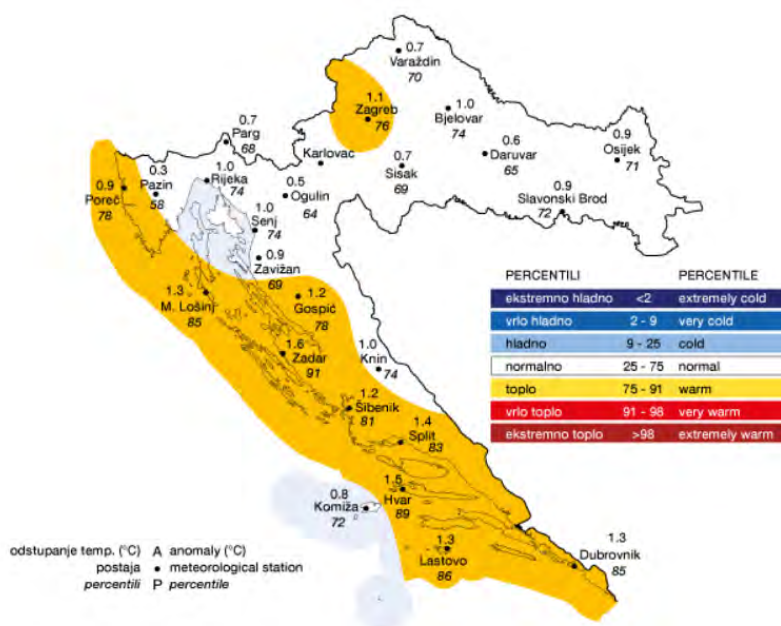 0.7
Varaždin
70
1.1
Zagreb
76
1.0
Bjelovar
74
0.7
Parg
68
Karlovac
0.7
Sisak
69
0.6
Daruvar
65
0.9
Osijek
71
0.3
Pazin
58
1.0
Rijeka
74
0.9
Poreč
78
0.5
Ogulin
64
1.0
Senj
74
0.9
Slavonski Brod
72
0.9
Zavižan
69
1.3
M. Lošinj
85
1.2
Gospić
78
1.6
Zadar
91
1.0
Knin
74
1.2
Šibenik
81
1.4
Split
83
1.5
Hvar
89
0.8
Komiža
72
1.3
Lastovo
86
1.3
Dubrovnik
85
PERCENTILI PERCENTILE
ekstremno hladno <2 extremely cold
vrlo hladno 2 - 9 very cold
hladno 9 - 25 cold
normalno 25 - 75 normal
toplo 75 - 91 warm
vrlo toplo 91 - 98 very warm
ekstremno toplo >98 extremely warm
odstupanje temp. (°C) A anomaly (°C)
postaja • meteorological station
percentili P percentile